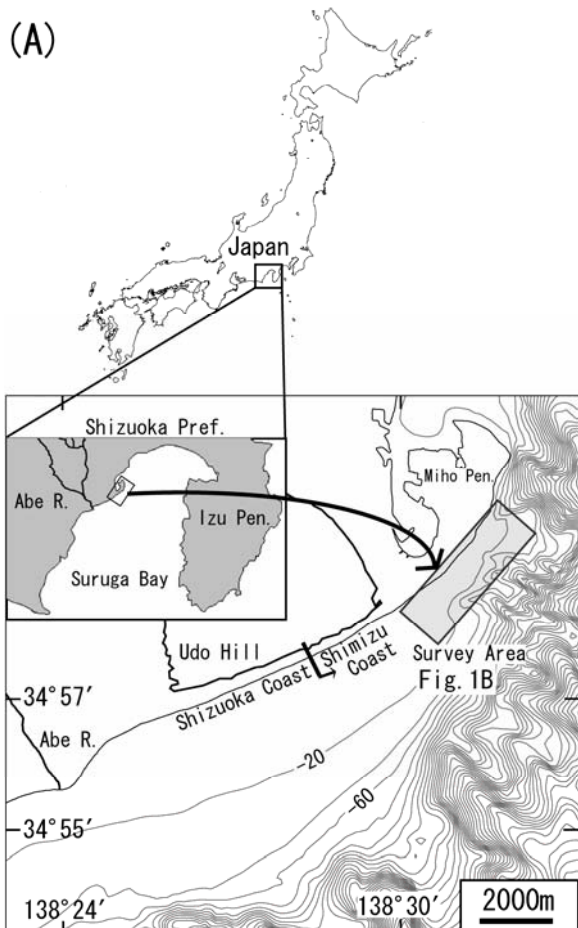 (A)
Japan
Shizuoka Pref.
Miho Pen.
Abe R.
Izu Pen.
Suruga Bay
Udo Hill
Shizuoka Coast
Shimizu
Coast
Survey Area
Fig. 1B
34°57′
Abe R.
-20
-60
34°55′
138°24′
138°30′
2000m